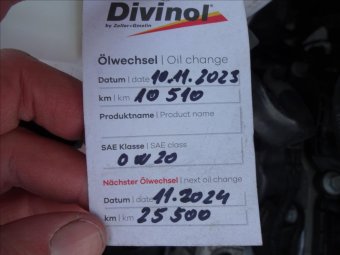 Divinol®
by Zeller+Gmelin
Ölwechsel | Oil change
Datum | date 10.11.2023
km | km 10 510
Produktname | Product name
SAE Klasse | SAE class
0W20
Nächster Ölwechsel | next oil change
Datum | date 11.2024
km | km 25 500